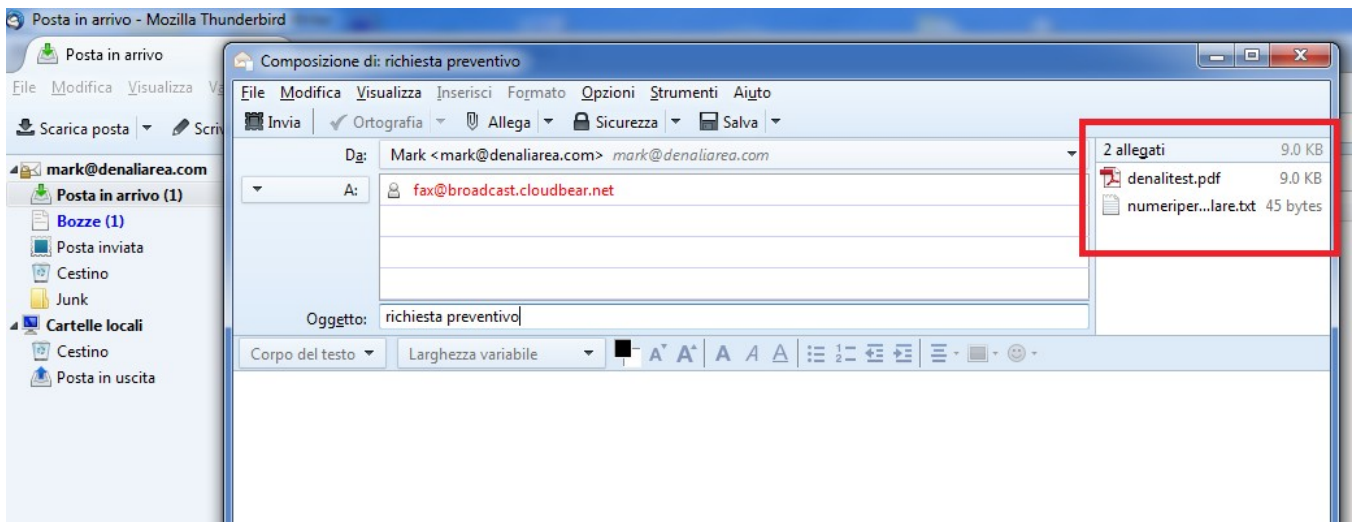 Posta in arrivo - Mozilla Thunderbird
Posta in arrivo
File Modifica Visualizza
Scarica posta
mark@denaliarea.com
Posta in arrivo (1)
Bozze (1)
Posta inviata
Cestino
Junk
Cartelle locali
Cestino
Posta in uscita
Composizione di: richiesta preventivo
File Modifica Visualizza Inserisci Formato Opzioni Strumenti Aiuto
Invia Ortografia Allega Sicurezza Salva
Da: Mark <mark@denaliarea.com> mark@denaliarea.com
A: fax@broadcast.cloudbear.net
Oggetto: richiesta preventivo
Corpo del testo Larghezza variabile
2 allegati 9.0 KB
denalitest.pdf 9.0 KB
numeriper...lare.txt 45 bytes